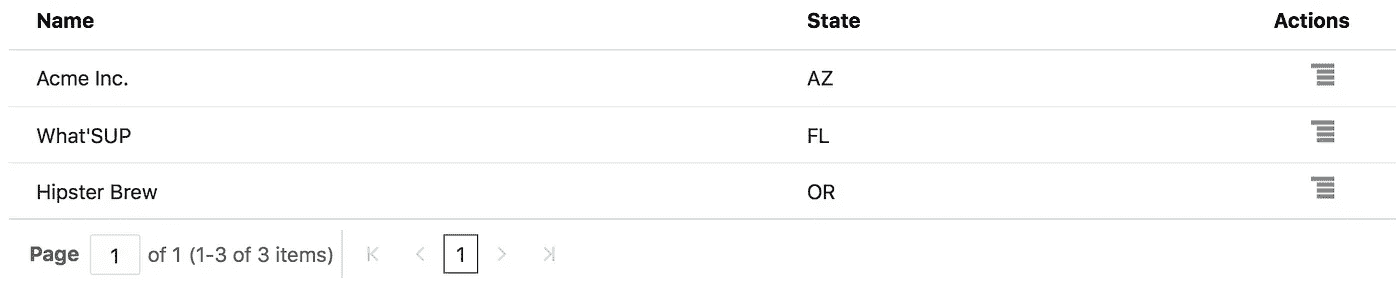 Name State Actions
Acme Inc. AZ
What'SUP FL
Hipster Brew OR
Page 1 of 1 (1-3 of 3 items) 1